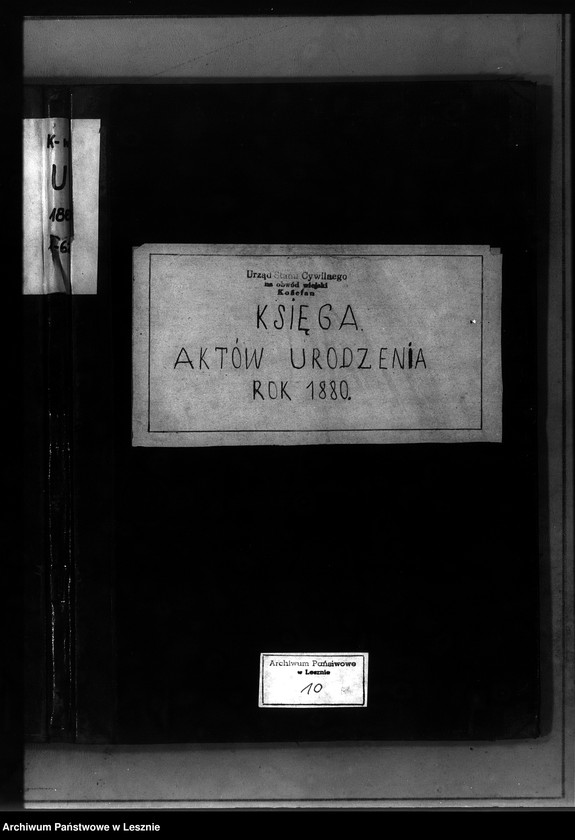 K-
U
188
Urząd Stanu Cywilnego
na obwód wiejski
Kościan
KSIĘGA.
AKTÓW URODZENIA
ROK 1880.
Archiwum Państwowe
w Lesznie
10
Archiwum Państwowe w Lesznie